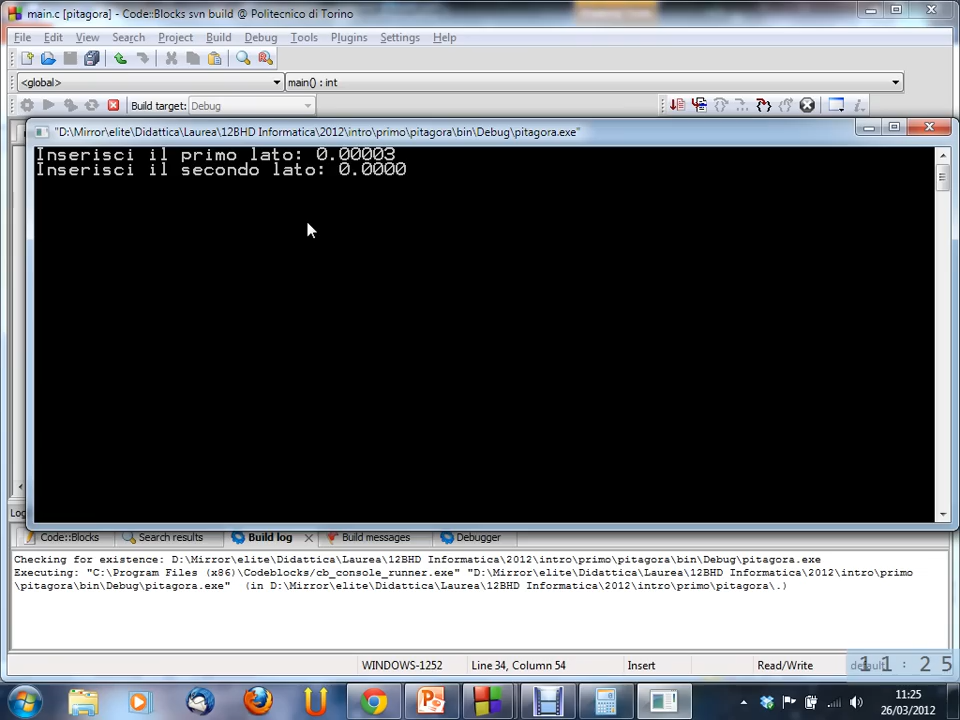 main.c [pitagora] - Code::Blocks svn build @ Politecnico di Torino
File Edit View Search Project Build Debug Tools Plugins Settings Help
<global> main() : int
Build target: Debug
"D:\Mirror\elite\Didattica\Laurea\12BHD Informatica\2012\intro\primo\pitagora\bin\Debug\pitagora.exe"
Inserisci il primo lato: 0.00003
Inserisci il secondo lato: 0.0000
Log
Code::Blocks Search results Build log Build messages Debugger
Checking for existence: D:\Mirror\elite\Didattica\Laurea\12BHD Informatica\2012\intro\primo\pitagora\bin\Debug\pitagora.exe
Executing: "C:\Program Files (x86)\Codeblocks/cb_console_runner.exe" "D:\Mirror\elite\Didattica\Laurea\12BHD Informatica\2012\intro\primo
\pitagora\bin\Debug\pitagora.exe"  (in D:\Mirror\elite\Didattica\Laurea\12BHD Informatica\2012\intro\primo\pitagora\.)
WINDOWS-1252 Line 34, Column 54 Insert Read/Write default
11:25
11:25
26/03/2012